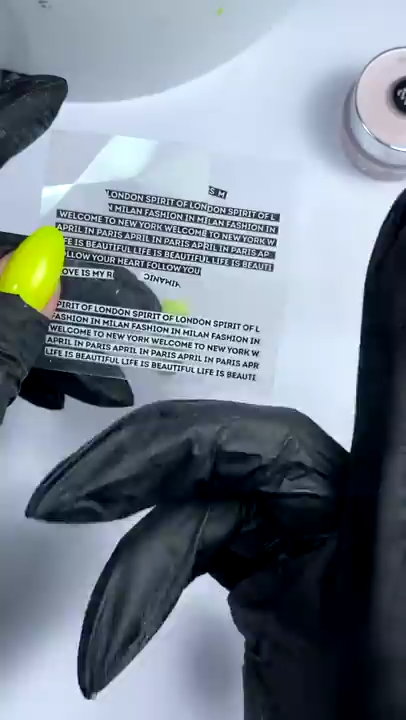 S M
LONDON SPIRIT OF LONDON SPIRIT OF L
N MILAN FASHION IN MILAN FASHION IN
WELCOME TO NEW YORK WELCOME TO NEW YORK W
APRIL IN PARIS APRIL IN PARIS APRIL IN PARIS AP
FE IS BEAUTIFUL LIFE IS BEAUTIFUL LIFE IS BEAUTI
LLOW YOUR HEART FOLLOW YOU
OVE IS MY R
PIRIT OF LONDON SPIRIT OF LONDON SPIRIT OF L
FASHION IN MILAN FASHION IN MILAN FASHION IN
WELCOME TO NEW YORK WELCOME TO NEW YORK W
APRIL IN PARIS APRIL IN PARIS APRIL IN PARIS APR
LIFE IS BEAUTIFUL LIFE IS BEAUTIFUL LIFE IS BEAUTI